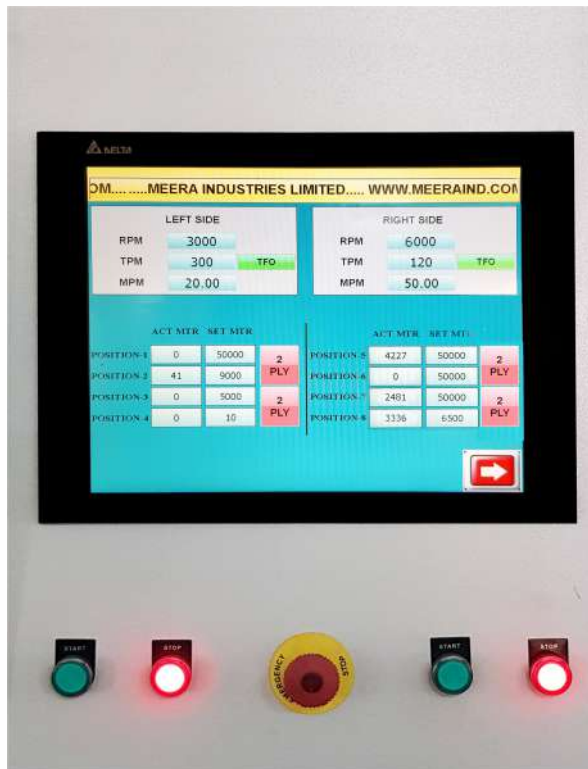 DELTA
OM.... .....MEERA INDUSTRIES LIMITED..... WWW.MEERAIND.COM
LEFT SIDE
RPM 3000
TPM 300 TFO
MPM 20.00
RIGHT SIDE
RPM 6000
TPM 120 TFO
MPM 50.00
ACT MTR SET MTR
POSITION-1 0 50000
POSITION-2 41 9000
2 PLY
POSITION-3 0 5000
POSITION-4 0 10
2 PLY
ACT MTR SET MTR
POSITION-5 4227 50000
POSITION-6 0 50000
2 PLY
POSITION-7 2481 50000
POSITION-8 3336 6500
2 PLY
START
STOP
EMERGENCY STOP
START
STOP